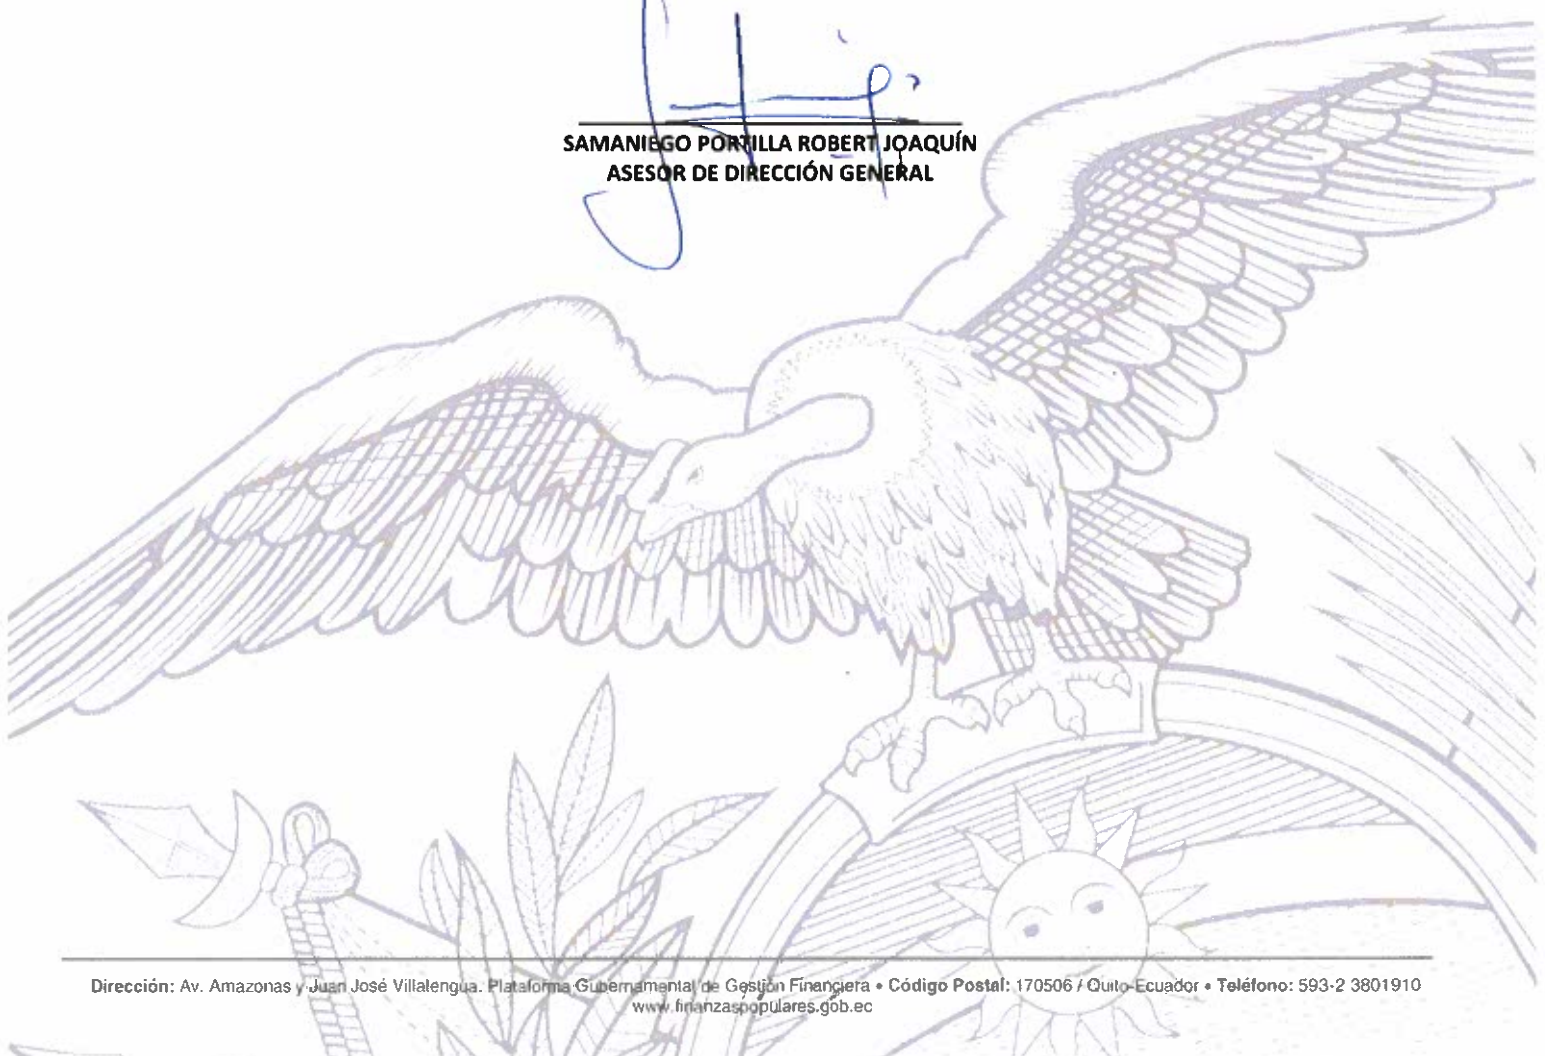 SAMANIEGO PORTILLA ROBERT JOAQUÍN
ASESOR DE DIRECCIÓN GENERAL
Dirección: Av. Amazonas y Juan José Villalengua. Plataforma Gubernamental de Gestión Financiera • Código Postal: 170506 / Quito-Ecuador • Teléfono: 593-2 3801910
www.finanzaspopulares.gob.ec